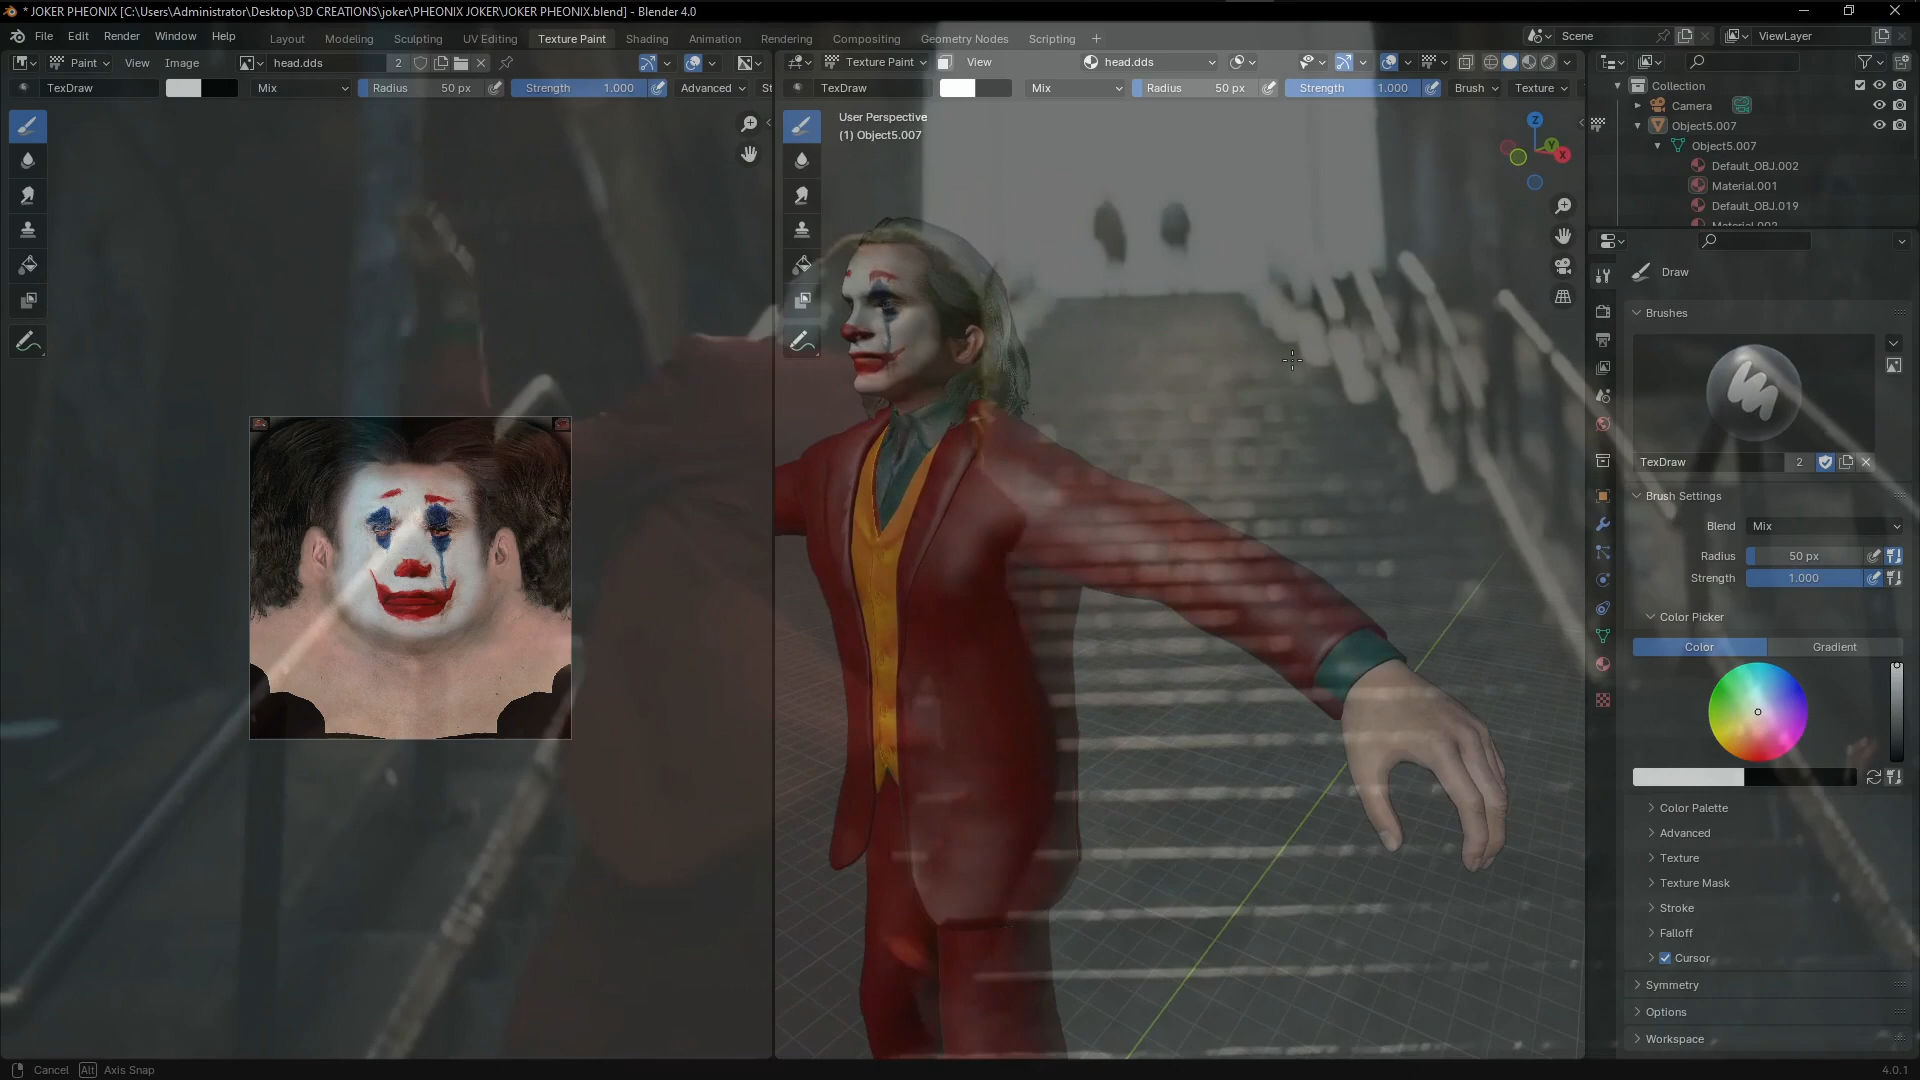 * JOKER PHEONIX [C:\Users\Administrator\Desktop\3D CREATIONS\joker\PHEONIX JOKER\JOKER PHEONIX.blend] - Blender 4.0
File Edit Render Window Help Layout Modeling Sculpting UV Editing Texture Paint Shading Animation Rendering Compositing Geometry Nodes Scripting + Scene ViewLayer
Paint View Image head.dds 2 Texture Paint View head.dds
TexDraw Mix Radius 50 px Strength 1.000 Advanced St TexDraw Mix Radius 50 px Strength 1.000 Brush Texture
Collection
Camera
Object5.007
Object5.007
Default_OBJ.002
Material.001
Default_OBJ.019
User Perspective
(1) Object5.007
Z
Y
X
Draw
Brushes
TexDraw 2
Brush Settings
Blend Mix
Radius 50 px
Strength 1.000
Color Picker
Color Gradient
Color Palette
Advanced
Texture
Texture Mask
Stroke
Falloff
Cursor
Symmetry
Options
Workspace
Cancel Alt Axis Snap 4.0.1